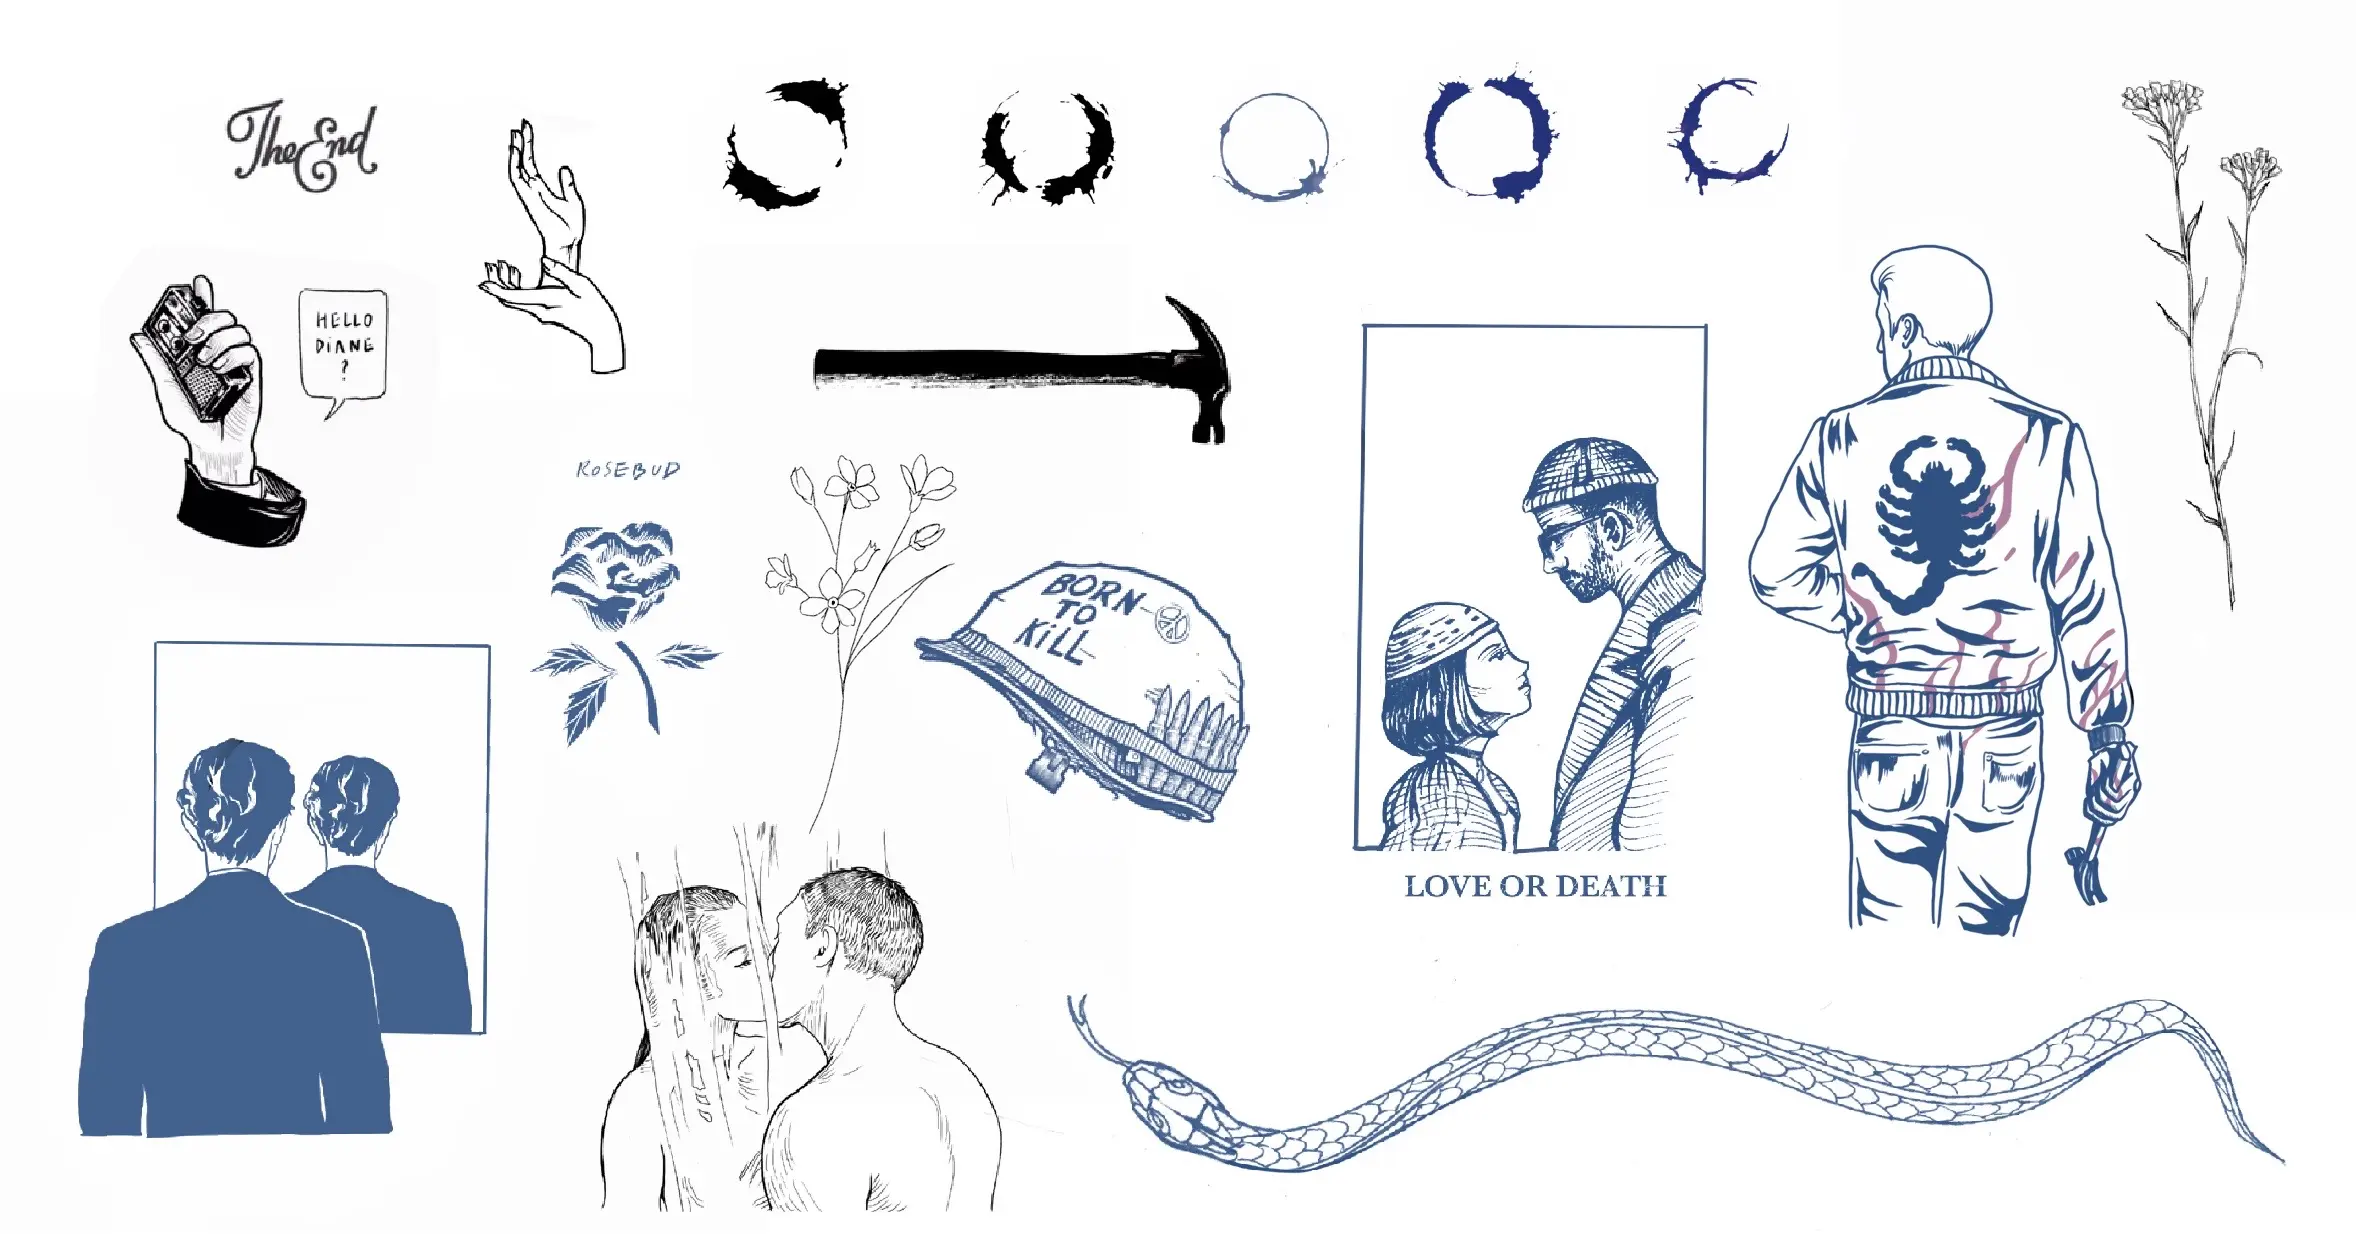 The End
HELLO
DiANE
?
ROSEBUD
BORN
TO
KiLL
LOVE OR DEATH